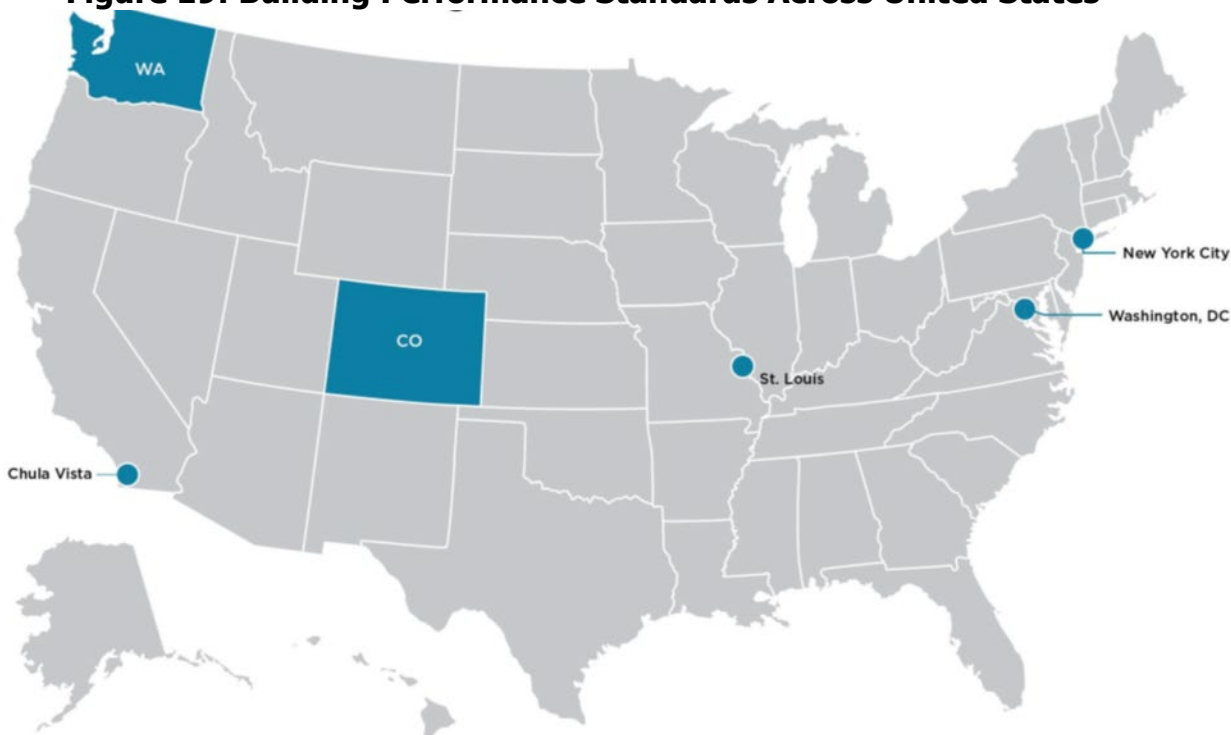 Figure 19: Building Performance Standards Across United States
WA
New York City
Washington, DC
CO
St. Louis
Chula Vista